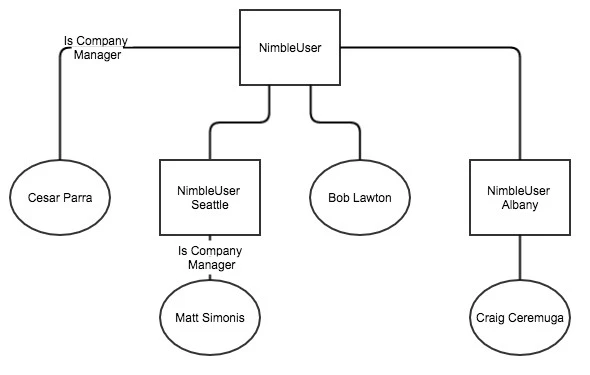 Is Company
Manager
NimbleUser
Cesar Parra
NimbleUser
Seattle
Bob Lawton
NimbleUser
Albany
Is Company
Manager
Matt Simonis
Craig Ceremuga